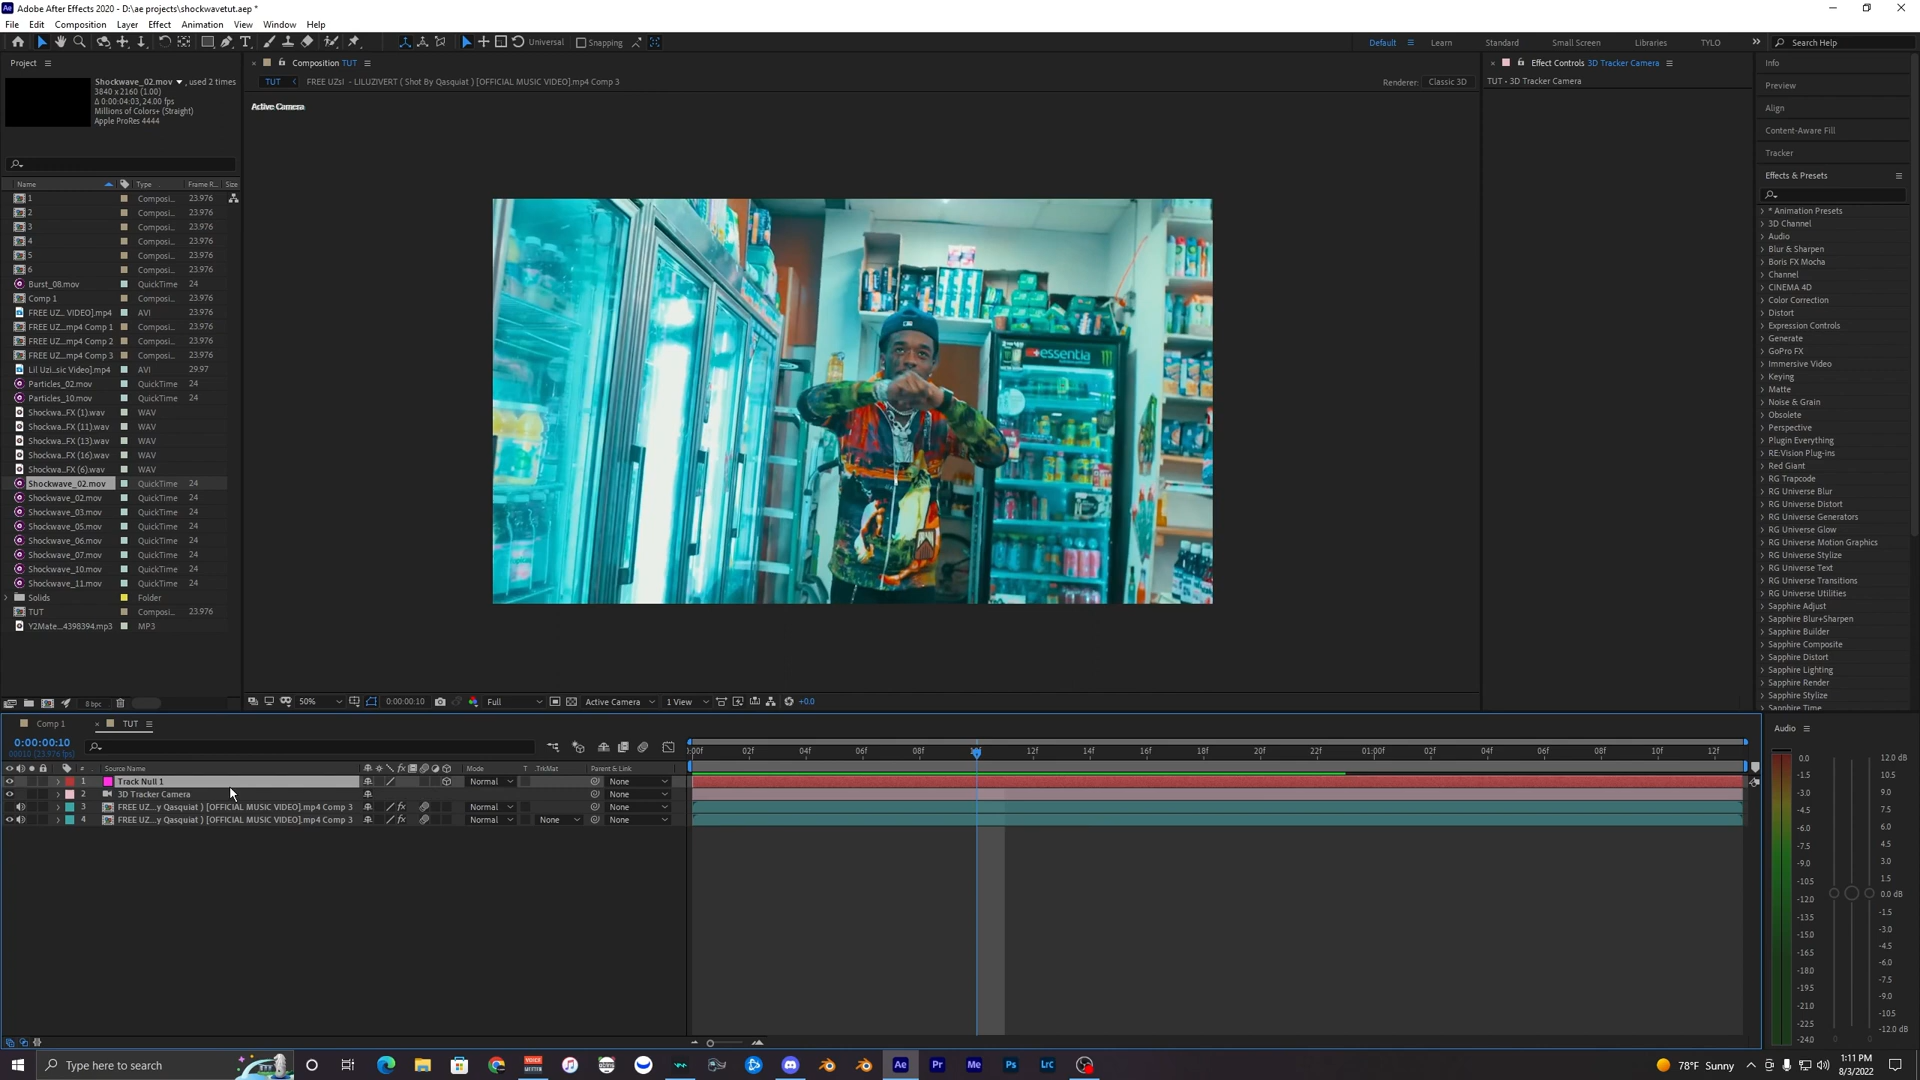 Adobe After Effects 2020 - D:\ae projects\shockwavetut.aep *
File Edit Composition Layer Effect Animation View Window Help
Universal Snapping Default Learn Standard Small Screen Libraries TYLO Search Help
Project
Shockwave_02.mov , used 2 times
3840 x 2160 (1.00)
Δ 0:00:04:03, 24.00 fps
Millions of Colors+ (Straight)
Apple ProRes 4444
Name Type Frame R... Size
1 Composi... 23.976
2 Composi... 23.976
3 Composi... 23.976
4 Composi... 23.976
5 Composi... 23.976
6 Composi... 23.976
Burst_08.mov QuickTime 24
Comp 1 Composi... 23.976
FREE UZ.. VIDEO].mp4 AVI 23.976
FREE UZ...mp4 Comp 1 Composi... 23.976
FREE UZ...mp4 Comp 2 Composi... 23.976
FREE UZ...mp4 Comp 3 Composi... 23.976
Lil Uzi..sic Video].mp4 AVI 29.97
Particles_02.mov QuickTime 24
Particles_10.mov QuickTime 24
Shockwa..FX (1).wav WAV
Shockwa..FX (11).wav WAV
Shockwa..FX (13).wav WAV
Shockwa..FX (16).wav WAV
Shockwa..FX (6).wav WAV
Shockwave_02.mov QuickTime 24
Shockwave_02.mov QuickTime 24
Shockwave_03.mov QuickTime 24
Shockwave_05.mov QuickTime 24
Shockwave_06.mov QuickTime 24
Shockwave_07.mov QuickTime 24
Shockwave_10.mov QuickTime 24
Shockwave_11.mov QuickTime 24
Solids Folder
TUT Composi... 23.976
Y2Mate...4398394.mp3 MP3
8 bpc
Composition TUT
TUT FREE UZsI - LILUZIVERT ( Shot By Qasquiat ) [OFFICIAL MUSIC VIDEO].mp4 Comp 3
Renderer: Classic 3D
Active Camera
essentia
50% 0:00:00:10 Full Active Camera 1 View +0.0
Effect Controls 3D Tracker Camera
TUT • 3D Tracker Camera
Info
Preview
Align
Content-Aware Fill
Tracker
Effects & Presets
* Animation Presets
3D Channel
Audio
Blur & Sharpen
Boris FX Mocha
Channel
CINEMA 4D
Color Correction
Distort
Expression Controls
Generate
GoPro FX
Immersive Video
Keying
Matte
Noise & Grain
Obsolete
Perspective
Plugin Everything
RE:Vision Plug-ins
Red Giant
RG Trapcode
RG Universe Blur
RG Universe Distort
RG Universe Generators
RG Universe Glow
RG Universe Motion Graphics
RG Universe Stylize
RG Universe Text
RG Universe Transitions
RG Universe Utilities
Sapphire Adjust
Sapphire Blur+Sharpen
Sapphire Builder
Sapphire Composite
Sapphire Distort
Sapphire Lighting
Sapphire Render
Sapphire Stylize
Sapphire Time
Comp 1 TUT
0:00:00:10
00010 (23.976 fps)
:00f 02f 04f 06f 08f 12f 14f 16f 18f 20f 22f 01:00f 02f 04f 06f 08f 10f 12f
# Source Name Mode T .TrkMat Parent & Link
1 Track Null 1 Normal None
2 3D Tracker Camera None
3 FREE UZ...y Qasquiat ) [OFFICIAL MUSIC VIDEO].mp4 Comp 3 Normal None
4 FREE UZ...y Qasquiat ) [OFFICIAL MUSIC VIDEO].mp4 Comp 3 Normal None None
Audio
0.0 12.0 dB
-1.5 10.5
-3.0 9.0
-4.5 7.5
-6.0 6.0
-7.5 4.5
-9.0 3.0
-10.5 1.5
-12.0 0.0 dB
-13.5 -1.5
-15.0 -3.0
-16.5 -4.5
-18.0 -6.0
-19.5 -7.5
-21.0 -9.0
-22.5 -10.5
-24.0 -12.0 dB
Type here to search
Ae Pr Me Ps Lrc
78°F Sunny
1:11 PM
8/3/2022